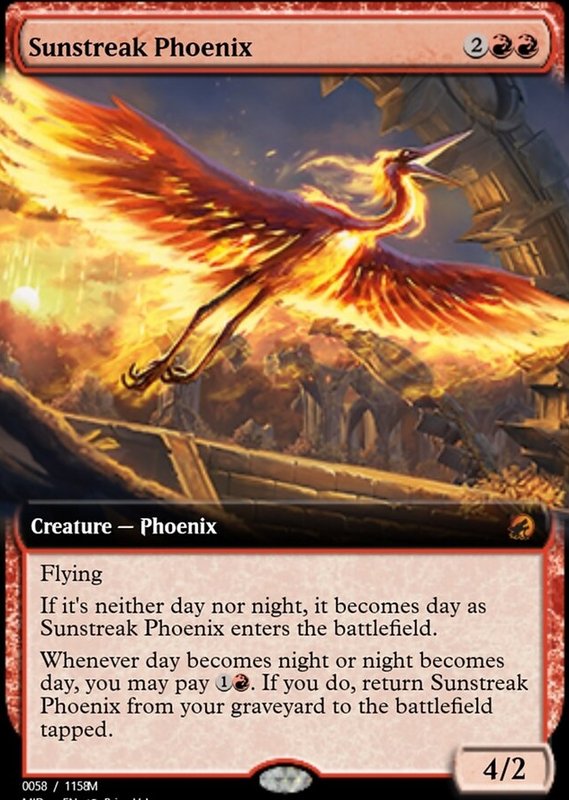 Sunstreak Phoenix 2
Creature — Phoenix
Flying
If it's neither day nor night, it becomes day as
Sunstreak Phoenix enters the battlefield.
Whenever day becomes night or night becomes
day, you may pay 1. If you do, return Sunstreak
Phoenix from your graveyard to the battlefield
tapped.
4/2
0058 / 1158M